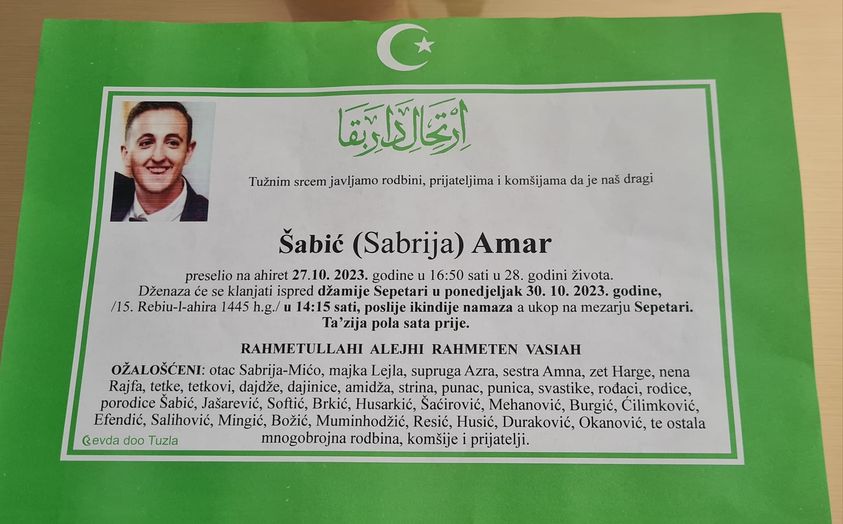 ارتحال دار بقا
Tužnim srcem javljamo rodbini, prijateljima i komšijama da je naš dragi
Šabić (Sabrija) Amar
preselio na ahiret 27.10. 2023. godine u 16:50 sati u 28. godini života.
Dženaza će se klanjati ispred džamije Sepetari u ponedjeljak 30. 10. 2023. godine,
/15. Rebiu-l-ahira 1445 h.g./ u 14:15 sati, poslije ikindije namaza a ukop na mezarju Sepetari.
Ta’zija pola sata prije.
RAHMETULLAHI ALEJHI RAHMETEN VASIAH
OŽALOŠĆENI: otac Sabrija-Mićo, majka Lejla, supruga Azra, sestra Amna, zet Harge, nena
Rajfa, tetke, tetkovi, dajdže, dajinice, amidža, strina, punac, punica, svastike, rođaci, rodice,
porodice Šabić, Jašarević, Softić, Brkić, Husarkić, Šaćirović, Mehanović, Burgić, Ćilimković,
Efendić, Salihović, Mingić, Božić, Muminhodžić, Resić, Husić, Duraković, Okanović, te ostala
mnogobrojna rodbina, komšije i prijatelji.
evda doo Tuzla